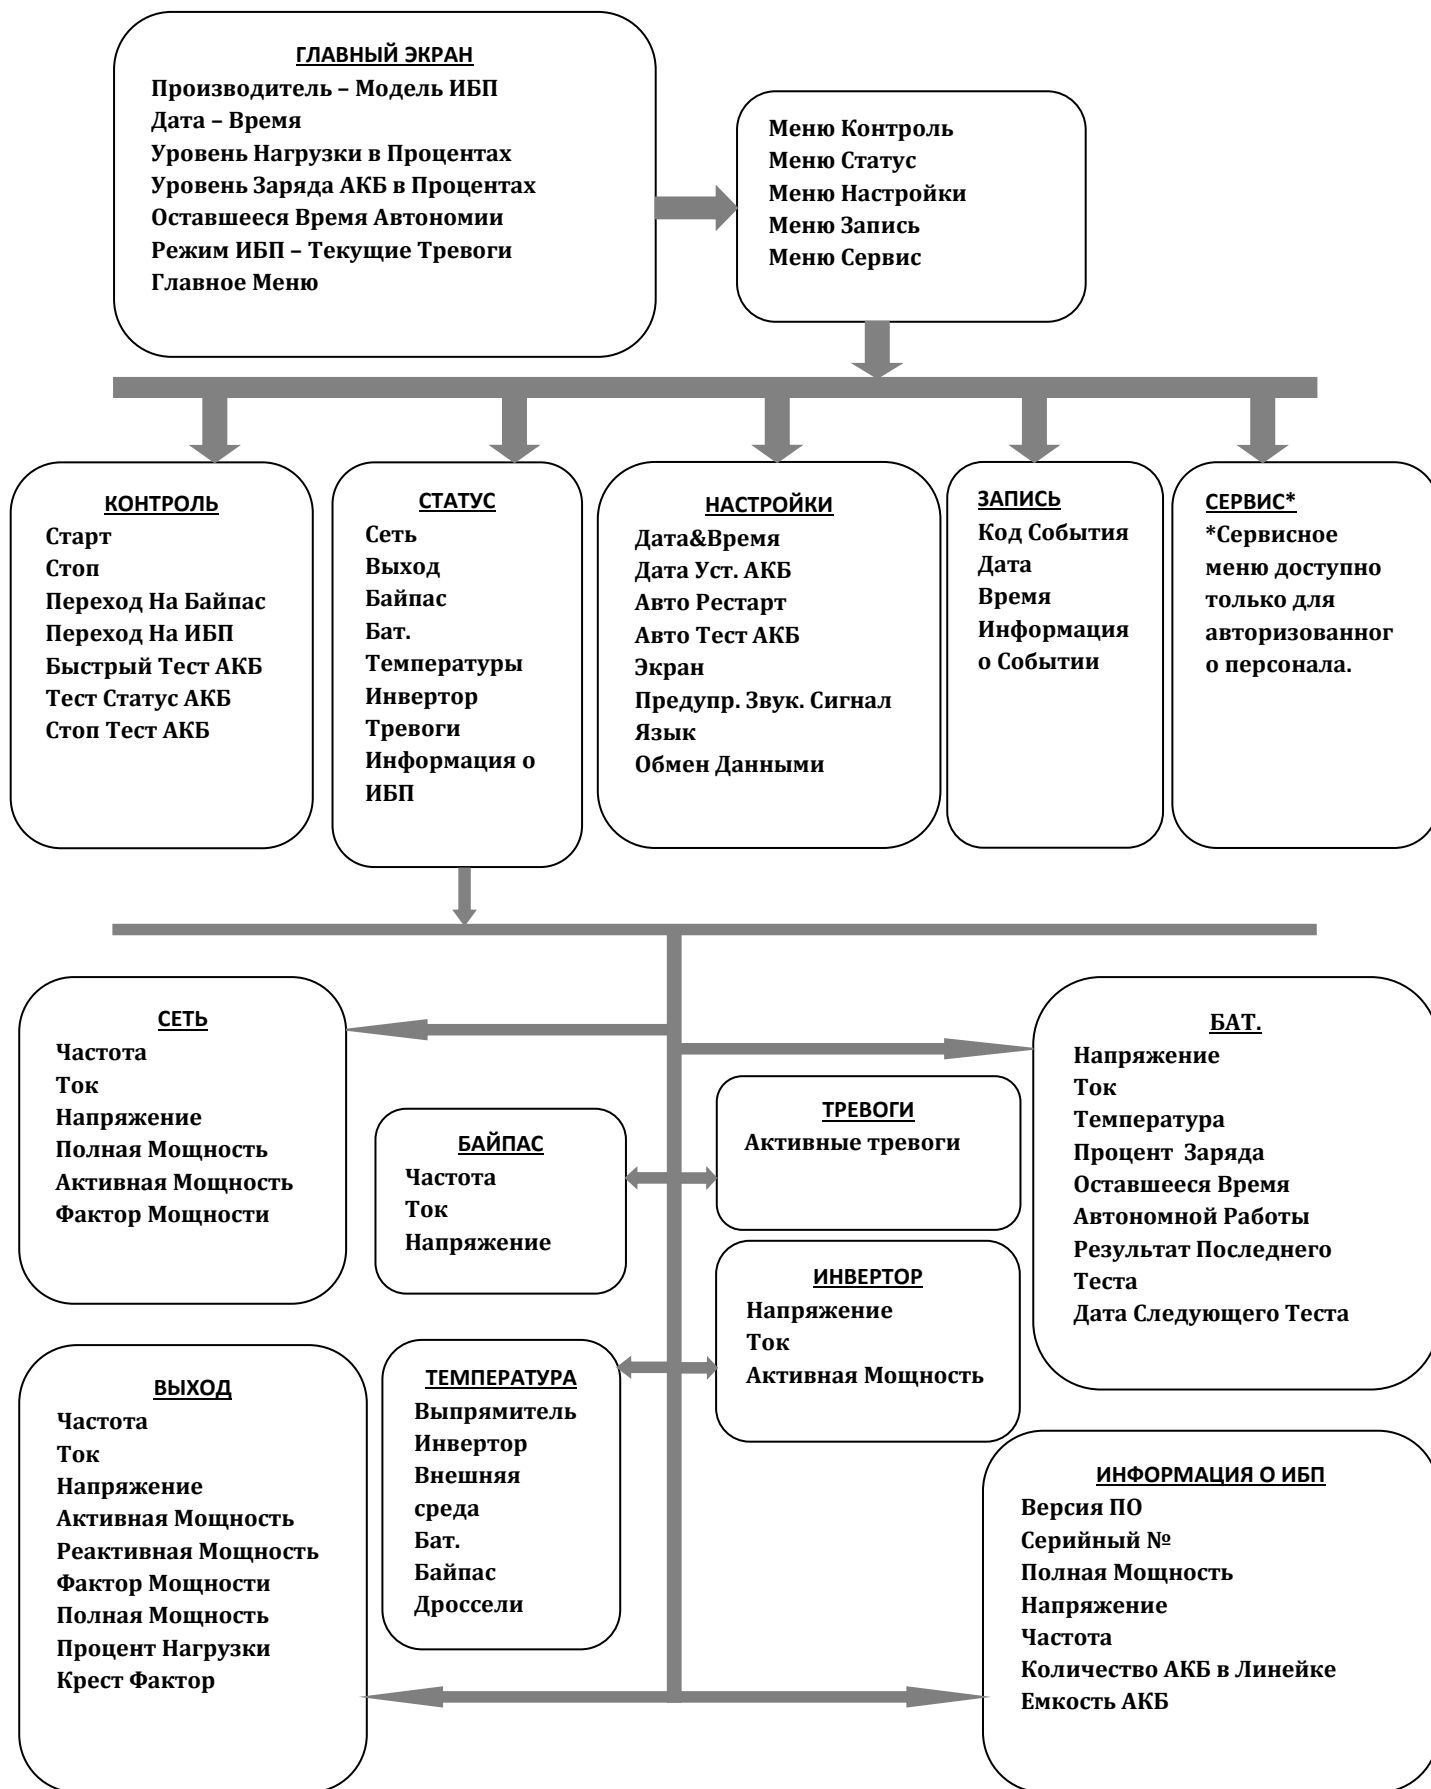 ГЛАВНЫЙ ЭКРАН
Производитель – Модель ИБП
Дата – Время
Уровень Нагрузки в Процентах
Уровень Заряда АКБ в Процентах
Оставшееся Время Автономии
Режим ИБП – Текущие Тревоги
Главное Меню
Меню Контроль
Меню Статус
Меню Настройки
Меню Запись
Меню Сервис
КОНТРОЛЬ
Старт
Стоп
Переход На Байпас
Переход На ИБП
Быстрый Тест АКБ
Тест Статус АКБ
Стоп Тест АКБ
СТАТУС
Сеть
Выход
Байпас
Бат.
Температуры
Инвертор
Тревоги
Информация о
ИБП
НАСТРОЙКИ
Дата&Время
Дата Уст. АКБ
Авто Рестарт
Авто Тест АКБ
Экран
Предупр. Звук. Сигнал
Язык
Обмен Данными
ЗАПИСЬ
Код События
Дата
Время
Информация
о Событии
СЕРВИС*
*Сервисное
меню доступно
только для
авторизованног
о персонала.
СЕТЬ
Частота
Ток
Напряжение
Полная Мощность
Активная Мощность
Фактор Мощности
БАЙПАС
Частота
Ток
Напряжение
ТРЕВОГИ
Активные тревоги
БАТ.
Напряжение
Ток
Температура
Процент  Заряда
Оставшееся Время
Автономной Работы
Результат Последнего
Теста
Дата Следующего Теста
ИНВЕРТОР
Напряжение
Ток
Активная Мощность
ВЫХОД
Частота
Ток
Напряжение
Активная Мощность
Реактивная Мощность
Фактор Мощности
Полная Мощность
Процент Нагрузки
Крест Фактор
ТЕМПЕРАТУРА
Выпрямитель
Инвертор
Внешняя
среда
Бат.
Байпас
Дроссели
ИНФОРМАЦИЯ О ИБП
Версия ПО
Серийный №
Полная Мощность
Напряжение
Частота
Количество АКБ в Линейке
Емкость АКБ